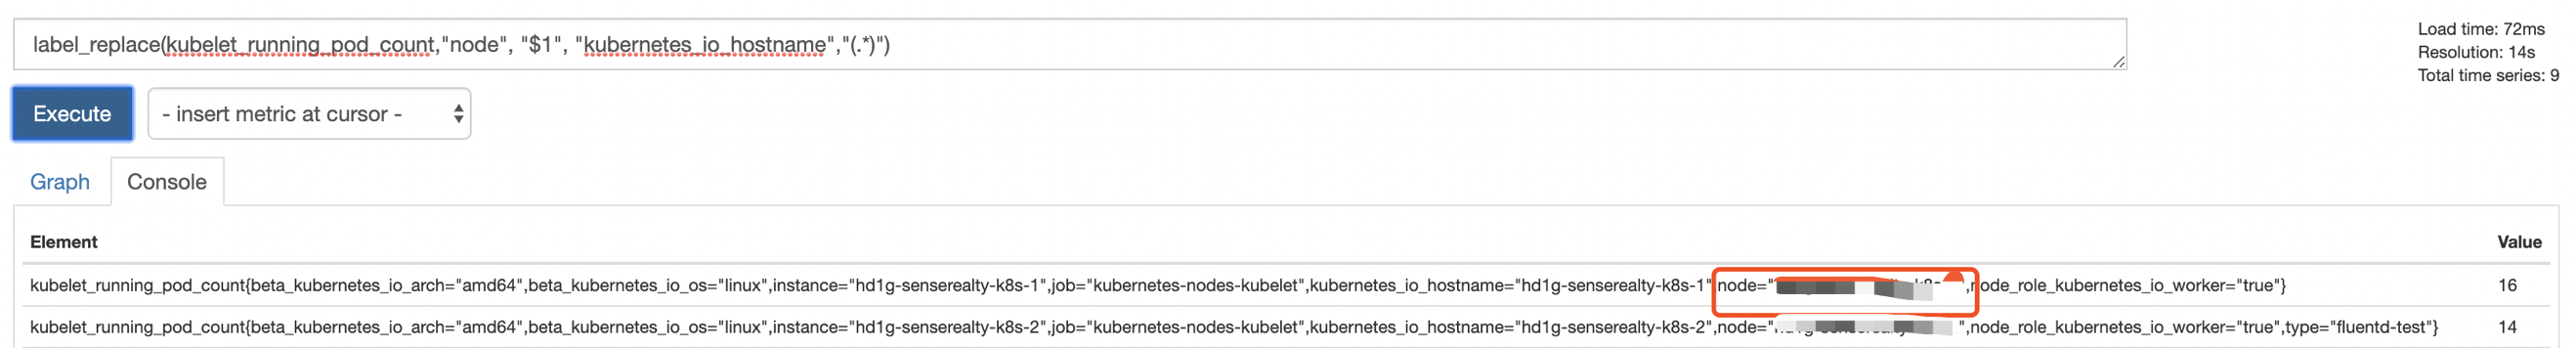 label_replace(kubelet_running_pod_count,"node", "$1", "kubernetes_io_hostname","(.*)")
Load time: 72ms
Resolution: 14s
Total time series: 9
Execute
- insert metric at cursor -
Graph
Console
Element
Value
kubelet_running_pod_count{beta_kubernetes_io_arch="amd64",beta_kubernetes_io_os="linux",instance="hd1g-senserealty-k8s-1",job="kubernetes-nodes-kubelet",kubernetes_io_hostname="hd1g-senserealty-k8s-1",node=" ",node_role_kubernetes_io_worker="true"} 16
kubelet_running_pod_count{beta_kubernetes_io_arch="amd64",beta_kubernetes_io_os="linux",instance="hd1g-senserealty-k8s-2",job="kubernetes-nodes-kubelet",kubernetes_io_hostname="hd1g-senserealty-k8s-2",node=" ",node_role_kubernetes_io_worker="true",type="fluentd-test"} 14